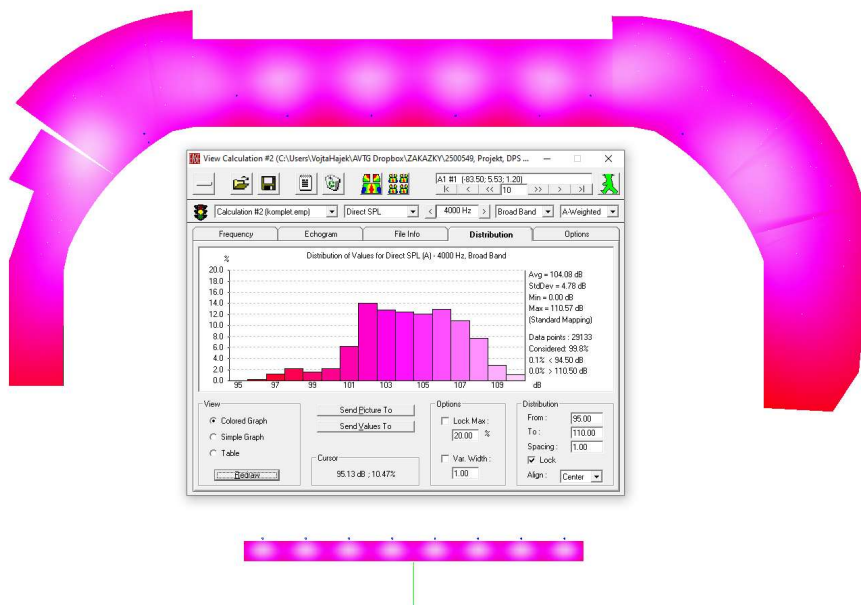 View Calculation #2 (C:\Users\VojtaHajek\AVTG Dropbox\ZAKAZKY\2500549, Projekt, DPS ...
A1 #1 (-83.50; 5.53; 1.20)
10
Calculation #2 (komplet.emp)
Direct SPL
4000 Hz
Broad Band
A-Weighted
Frequency
Echogram
File Info
Distribution
Options
Distribution of Values for Direct SPL (A) - 4000 Hz, Broad Band
%
20.0
18.0
16.0
14.0
12.0
10.0
8.0
6.0
4.0
2.0
0.0
95 97 99 101 103 105 107 109 dB
Avg = 104.08 dB
StdDev = 4.78 dB
Min = 0.00 dB
Max = 110.57 dB
(Standard Mapping)
Data points : 29133
Considered: 99.8%
0.1% < 94.50 dB
0.0% > 110.50 dB
View
Colored Graph
Simple Graph
Table
Redraw
Send Picture To
Send Values To
Cursor
95.13 dB ; 10.47%
Options
Lock Max :
20.00 %
Var. Width :
1.00
Distribution
From : 95.00
To : 110.00
Spacing : 1.00
Lock
Align : Center